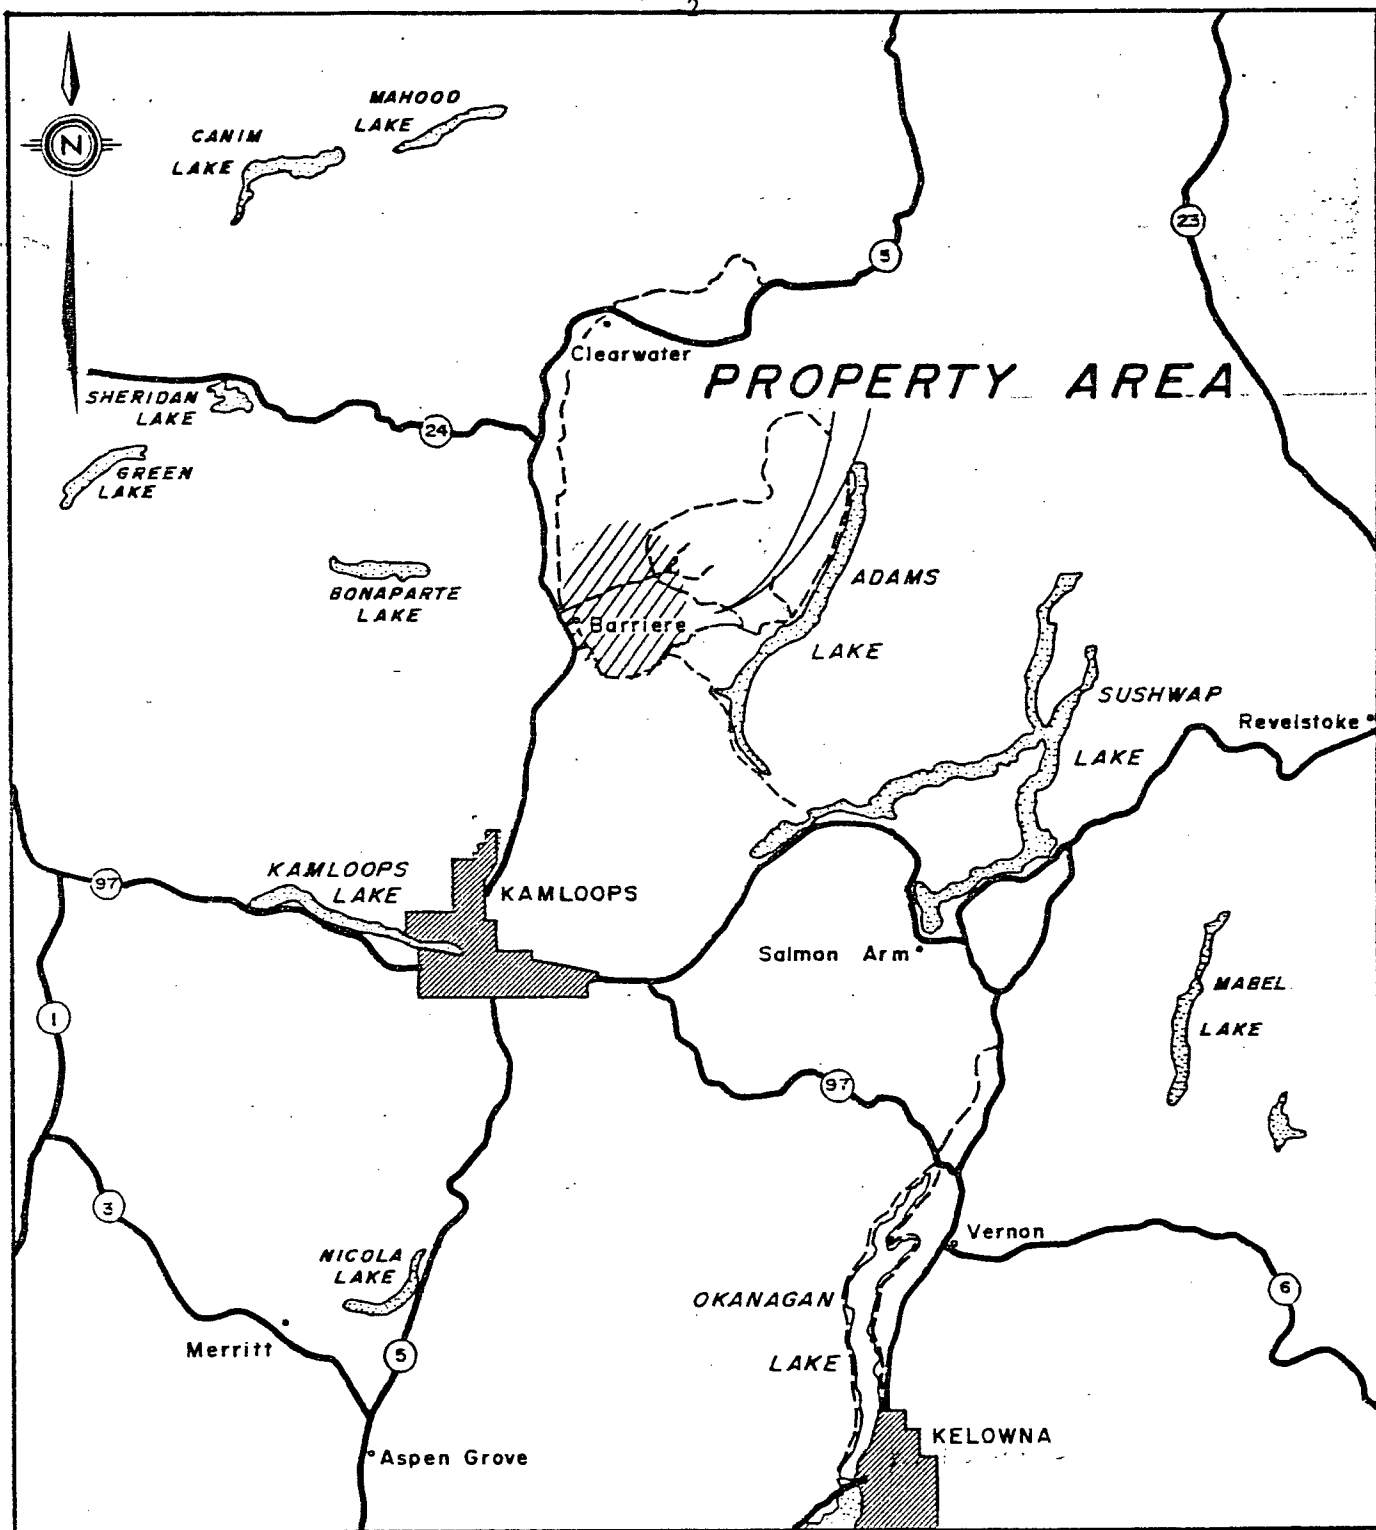 2
MAHOOD
LAKE
CANIM
LAKE
N
23
5
Clearwater
PROPERTY AREA
SHERIDAN
LAKE
24
GREEN
LAKE
BONAPARTE
LAKE
ADAMS
LAKE
Barriere
SUSHWAP
LAKE
Revelstoke
KAMLOOPS
LAKE
97
KAMLOOPS
Salmon Arm
MABEL
LAKE
1
97
3
Vernon
NICOLA
LAKE
OKANAGAN
LAKE
6
Merritt
5
KELOWNA
Aspen Grove